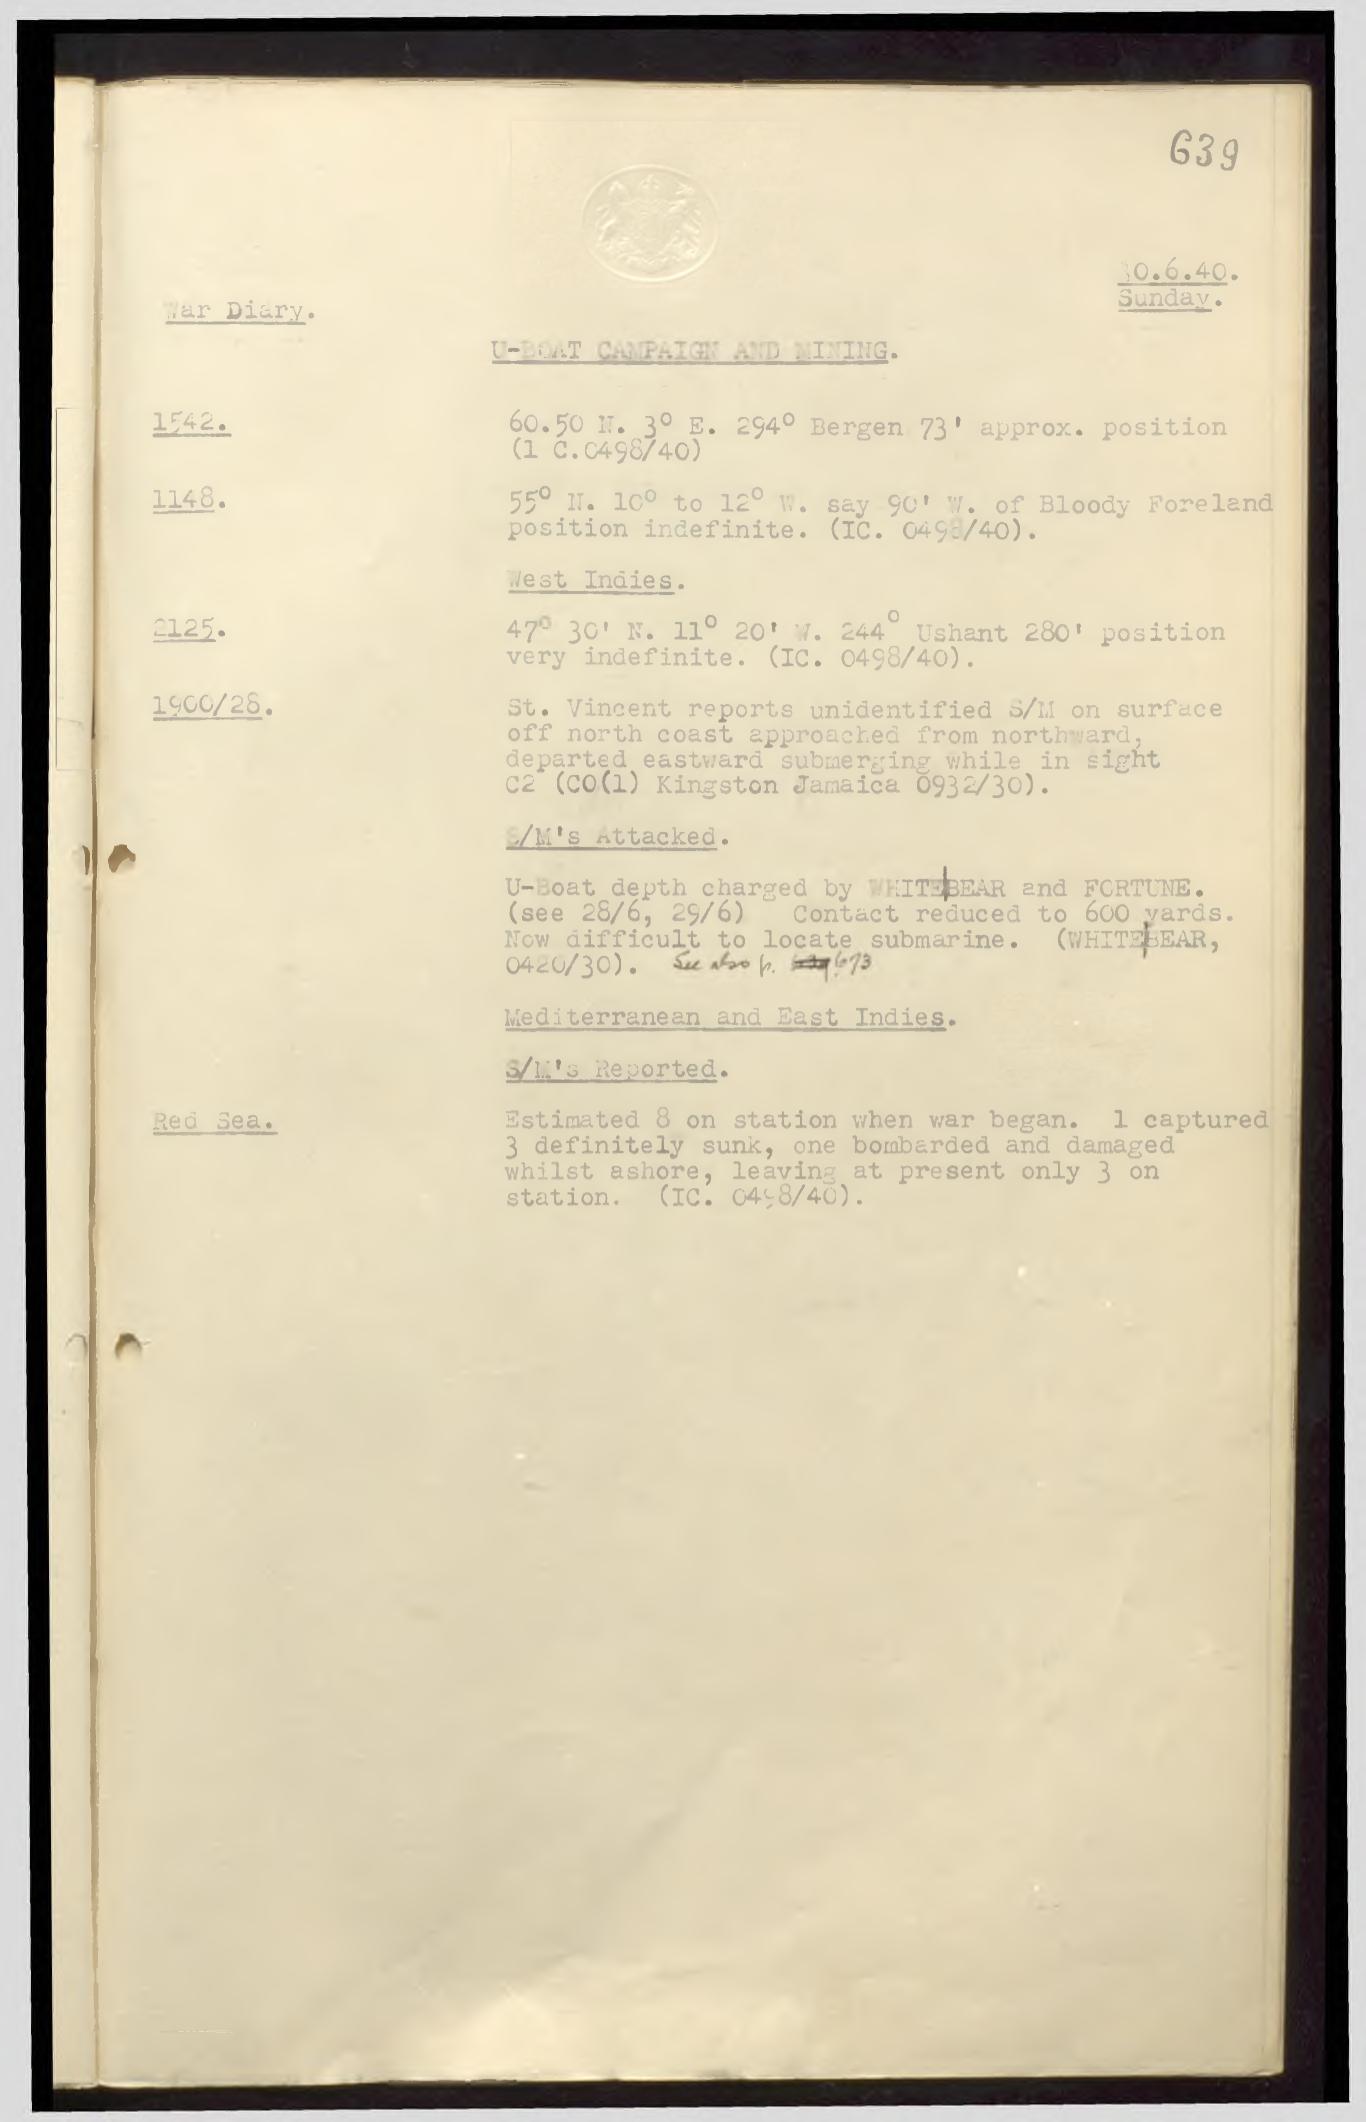 639
30.6.40.
Sunday.
War Diary.
U-BOAT CAMPAIGN AND MINING.
1542. 60.50 N. 3° E. 294° Bergen 73' approx. position
(1 C.0498/40)
1148. 55° N. 10° to 12° W. say 90' W. of Bloody Foreland
position indefinite. (IC. 0498/40).
West Indies.
2125. 47° 30' N. 11° 20' W. 244° Ushant 280' position
very indefinite. (IC. 0498/40).
1900/28. St. Vincent reports unidentified S/M on surface
off north coast approached from northward,
departed eastward submerging while in sight
C2 (CO(1) Kingston Jamaica 0932/30).
S/M's Attacked.
U-Boat depth charged by WHITEBEAR and FORTUNE.
(see 28/6, 29/6) Contact reduced to 600 yards.
Now difficult to locate submarine. (WHITEBEAR,
0420/30). See also p. 673
Mediterranean and East Indies.
S/M's Reported.
Red Sea. Estimated 8 on station when war began. 1 captured
3 definitely sunk, one bombarded and damaged
whilst ashore, leaving at present only 3 on
station. (IC. 0498/40).